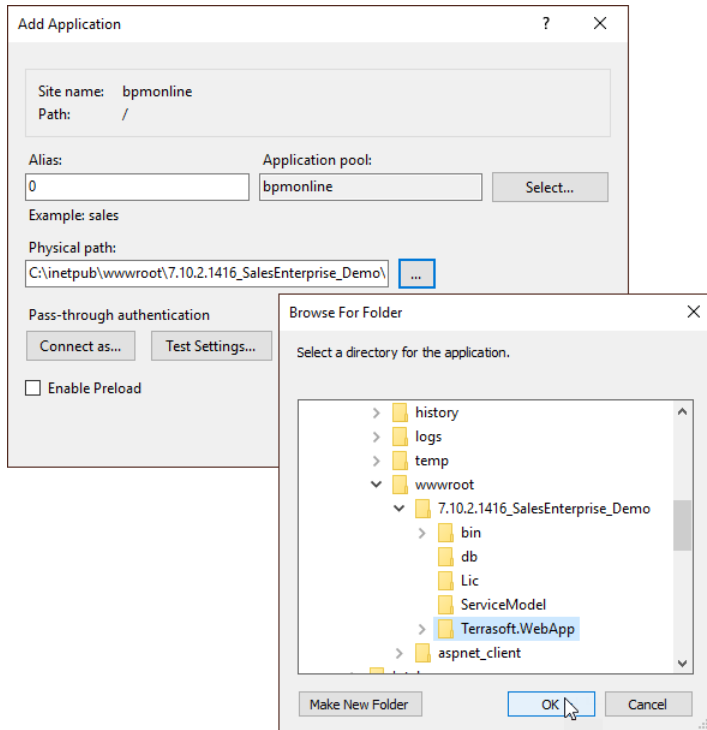 Add Application
?
Site name: bpmonline
Path: /
Alias:
Application pool:
0
bpmonline
Select...
Example: sales
Physical path:
C:\inetpub\wwwroot\7.10.2.1416_SalesEnterprise_Demo\
...
Pass-through authentication
Connect as...
Test Settings...
Enable Preload
Browse For Folder
Select a directory for the application.
history
logs
temp
wwwroot
7.10.2.1416_SalesEnterprise_Demo
bin
db
Lic
ServiceModel
Terrasoft.WebApp
aspnet_client
Make New Folder
OK
Cancel